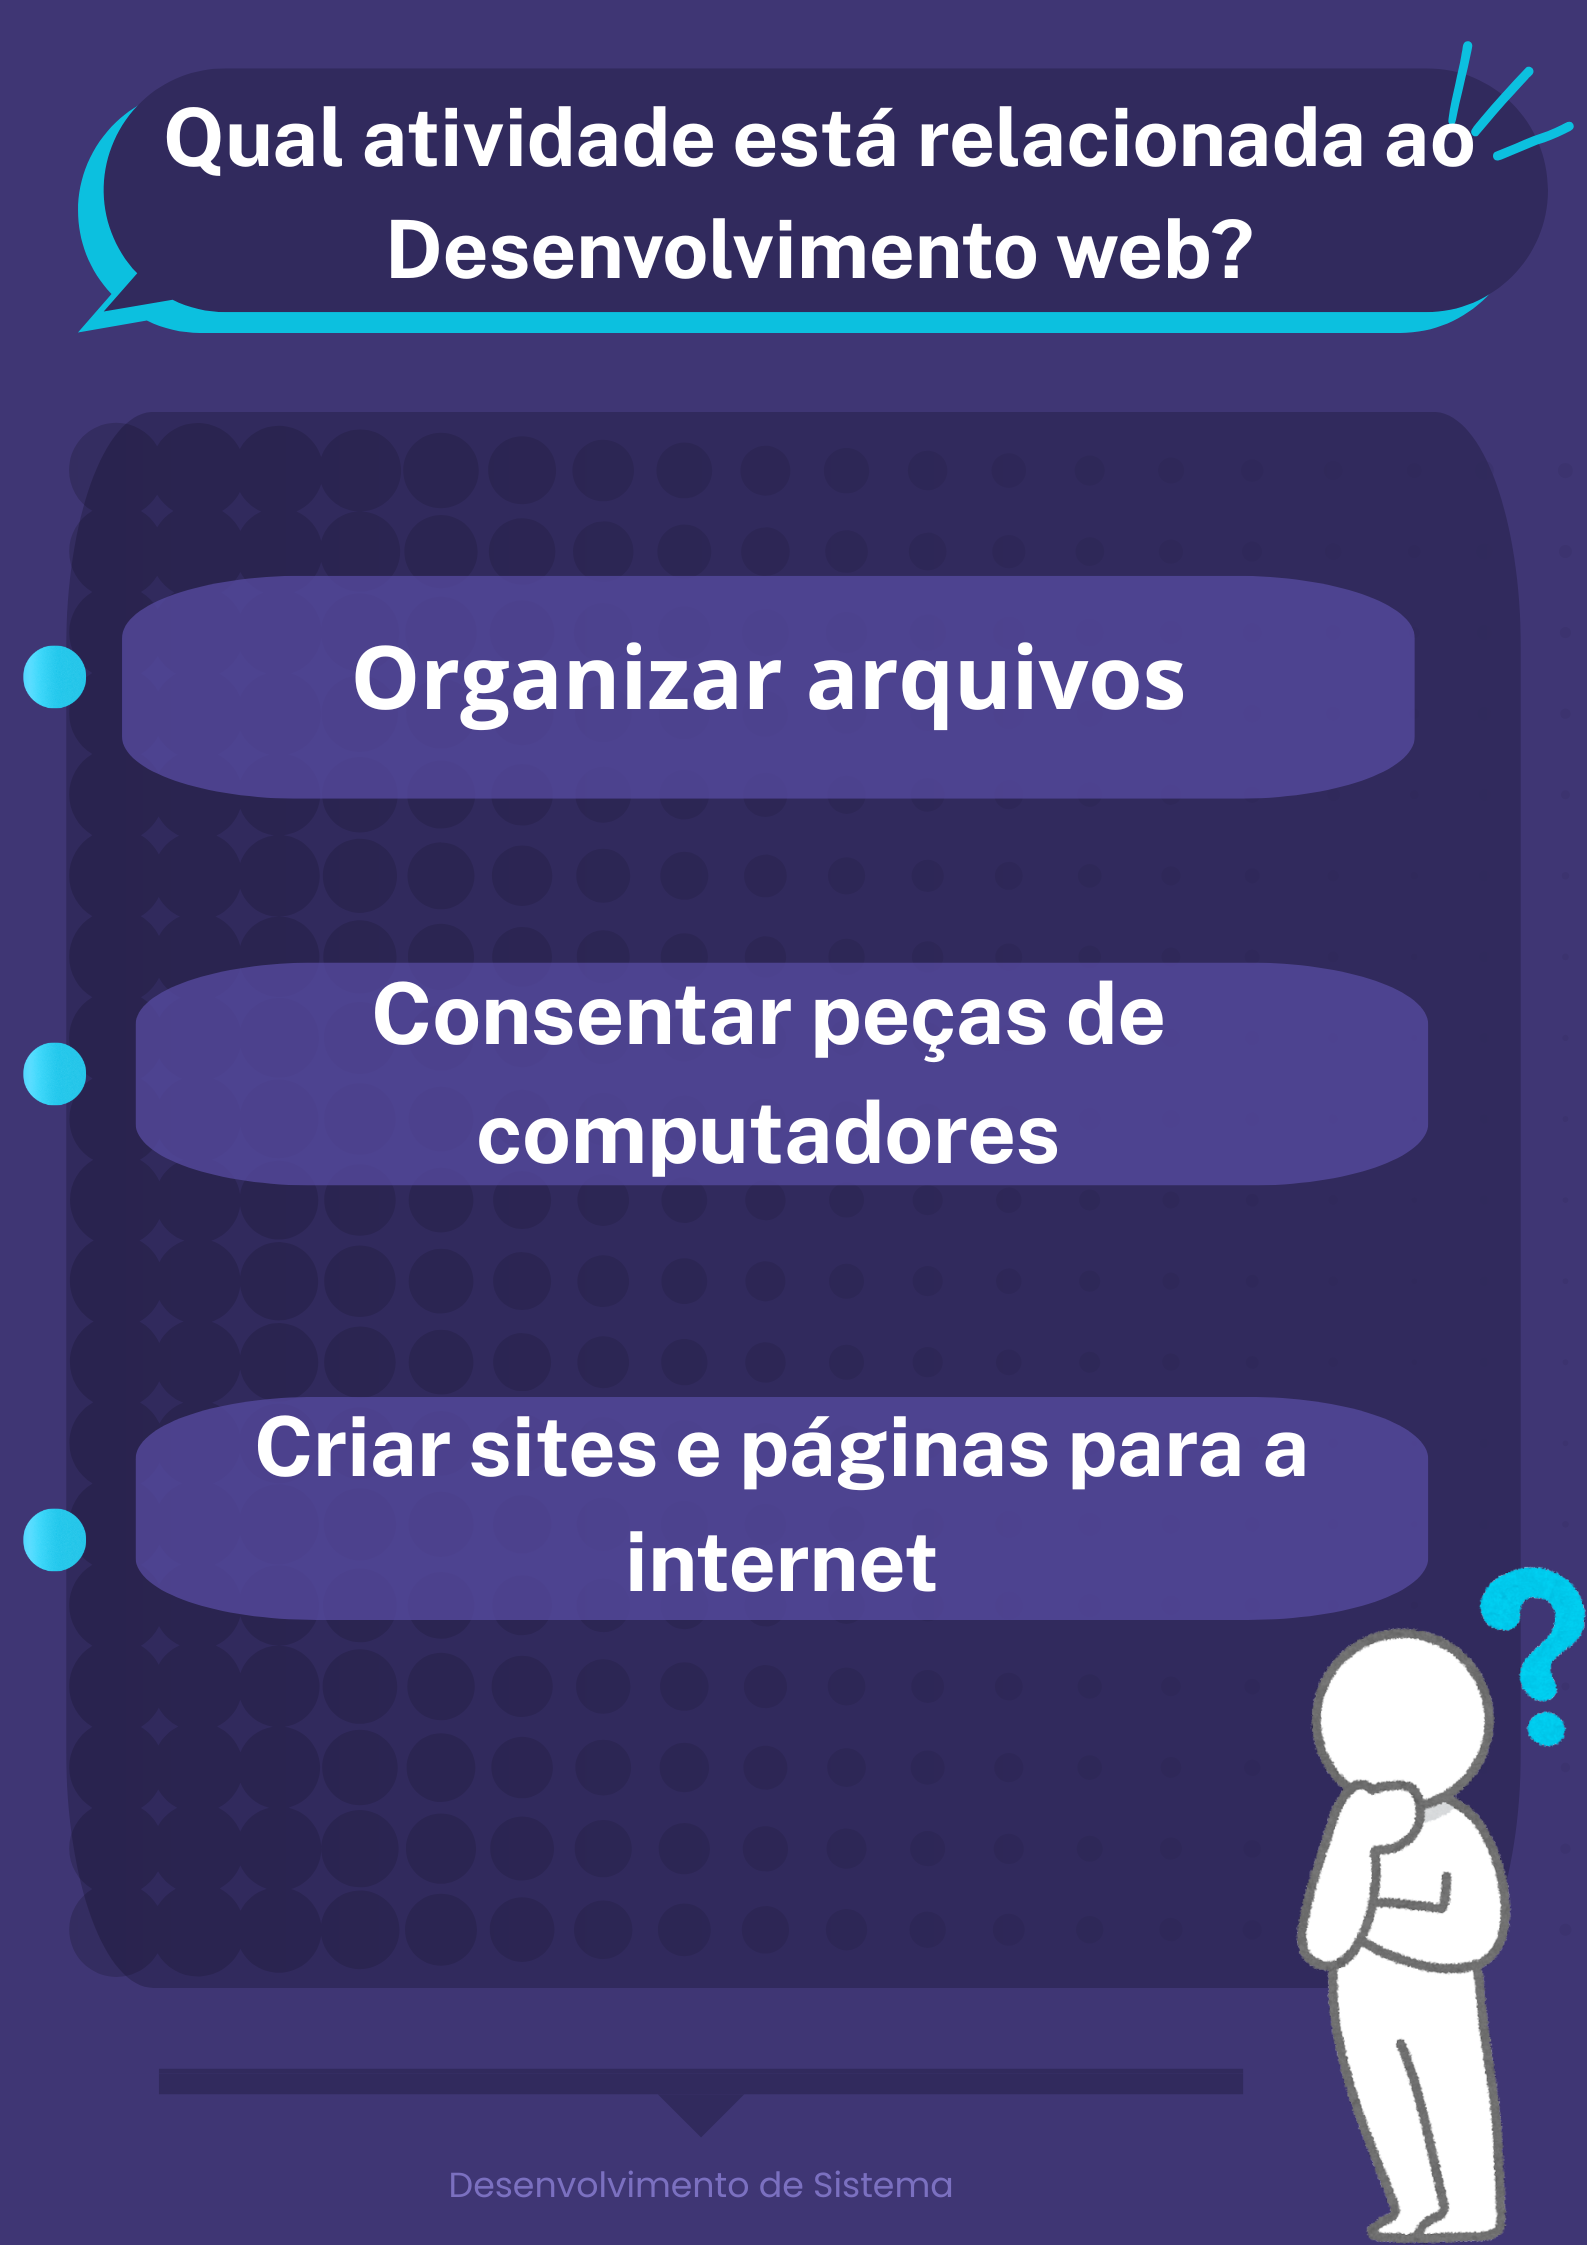 Qual atividade está relacionada ao
Desenvolvimento web?
Organizar arquivos
Consentar peças de
computadores
Criar sites e páginas para a
internet
?
Desenvolvimento de Sistema